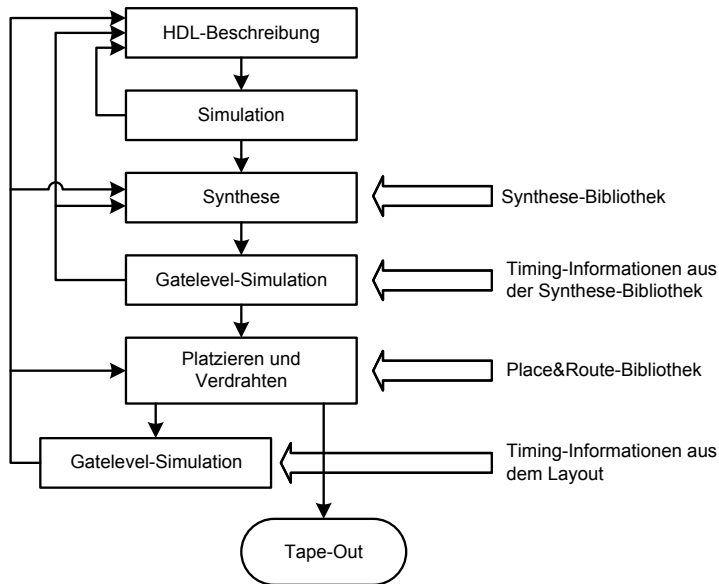 HDL-Beschreibung
Simulation
Synthese
Synthese-Bibliothek
Gatelevel-Simulation
Timing-Informationen aus
der Synthese-Bibliothek
Platzieren und
Verdrahten
Place&Route-Bibliothek
Gatelevel-Simulation
Timing-Informationen aus
dem Layout
Tape-Out